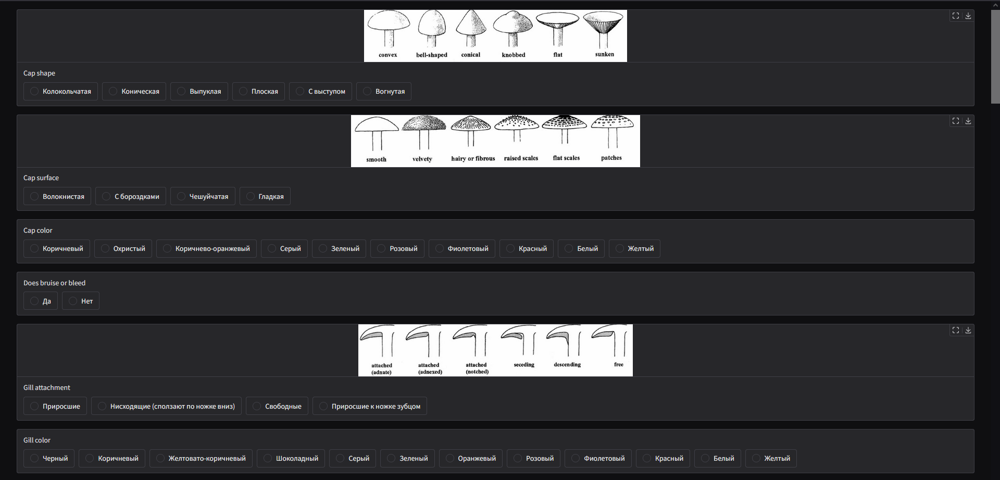 convex bell-shaped conical knobbed flat sunken
Cap shape
Колокольчатая Коническая Выпуклая Плоская С выступом Вогнутая
smooth velvety hairy or fibrous raised scales flat scales patches
Cap surface
Волокнистая С бороздками Чешуйчатая Гладкая
Cap color
Коричневый Охристый Коричнево-оранжевый Серый Зеленый Розовый Фиолетовый Красный Белый Желтый
Does bruise or bleed
Да Нет
attached attached attached seceding descending free
(adnate) (adnexed) (notched)
Gill attachment
Приросшие Нисходящие (сползают по ножке вниз) Свободные Приросшие к ножке зубцом
Gill color
Черный Коричневый Желтовато-коричневый Шоколадный Серый Зеленый Оранжевый Розовый Фиолетовый Красный Белый Желтый